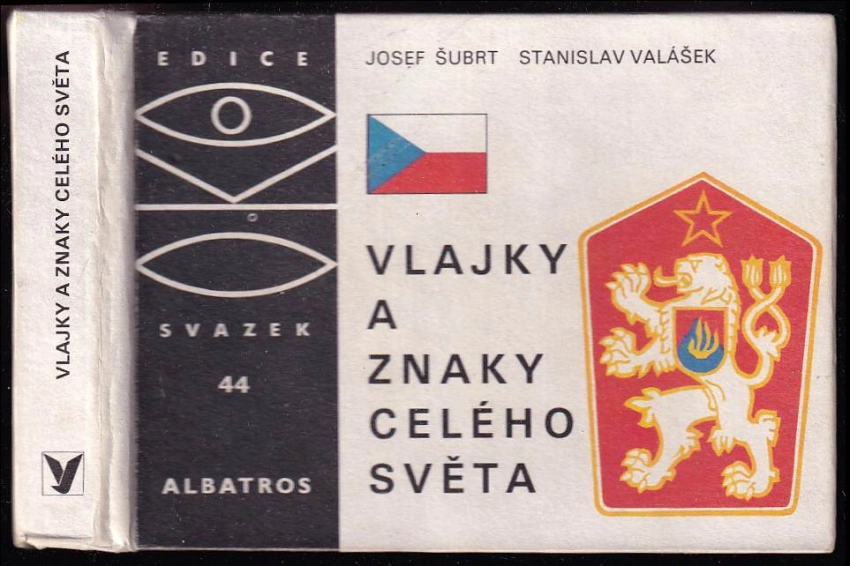 VLAJKY A ZNAKY CELÉHO SVĚTA
EDICE
SVAZEK
44
ALBATROS
JOSEF ŠUBRT STANISLAV VALÁŠEK
VLAJKY
A
ZNAKY
CELÉHO
SVĚTA